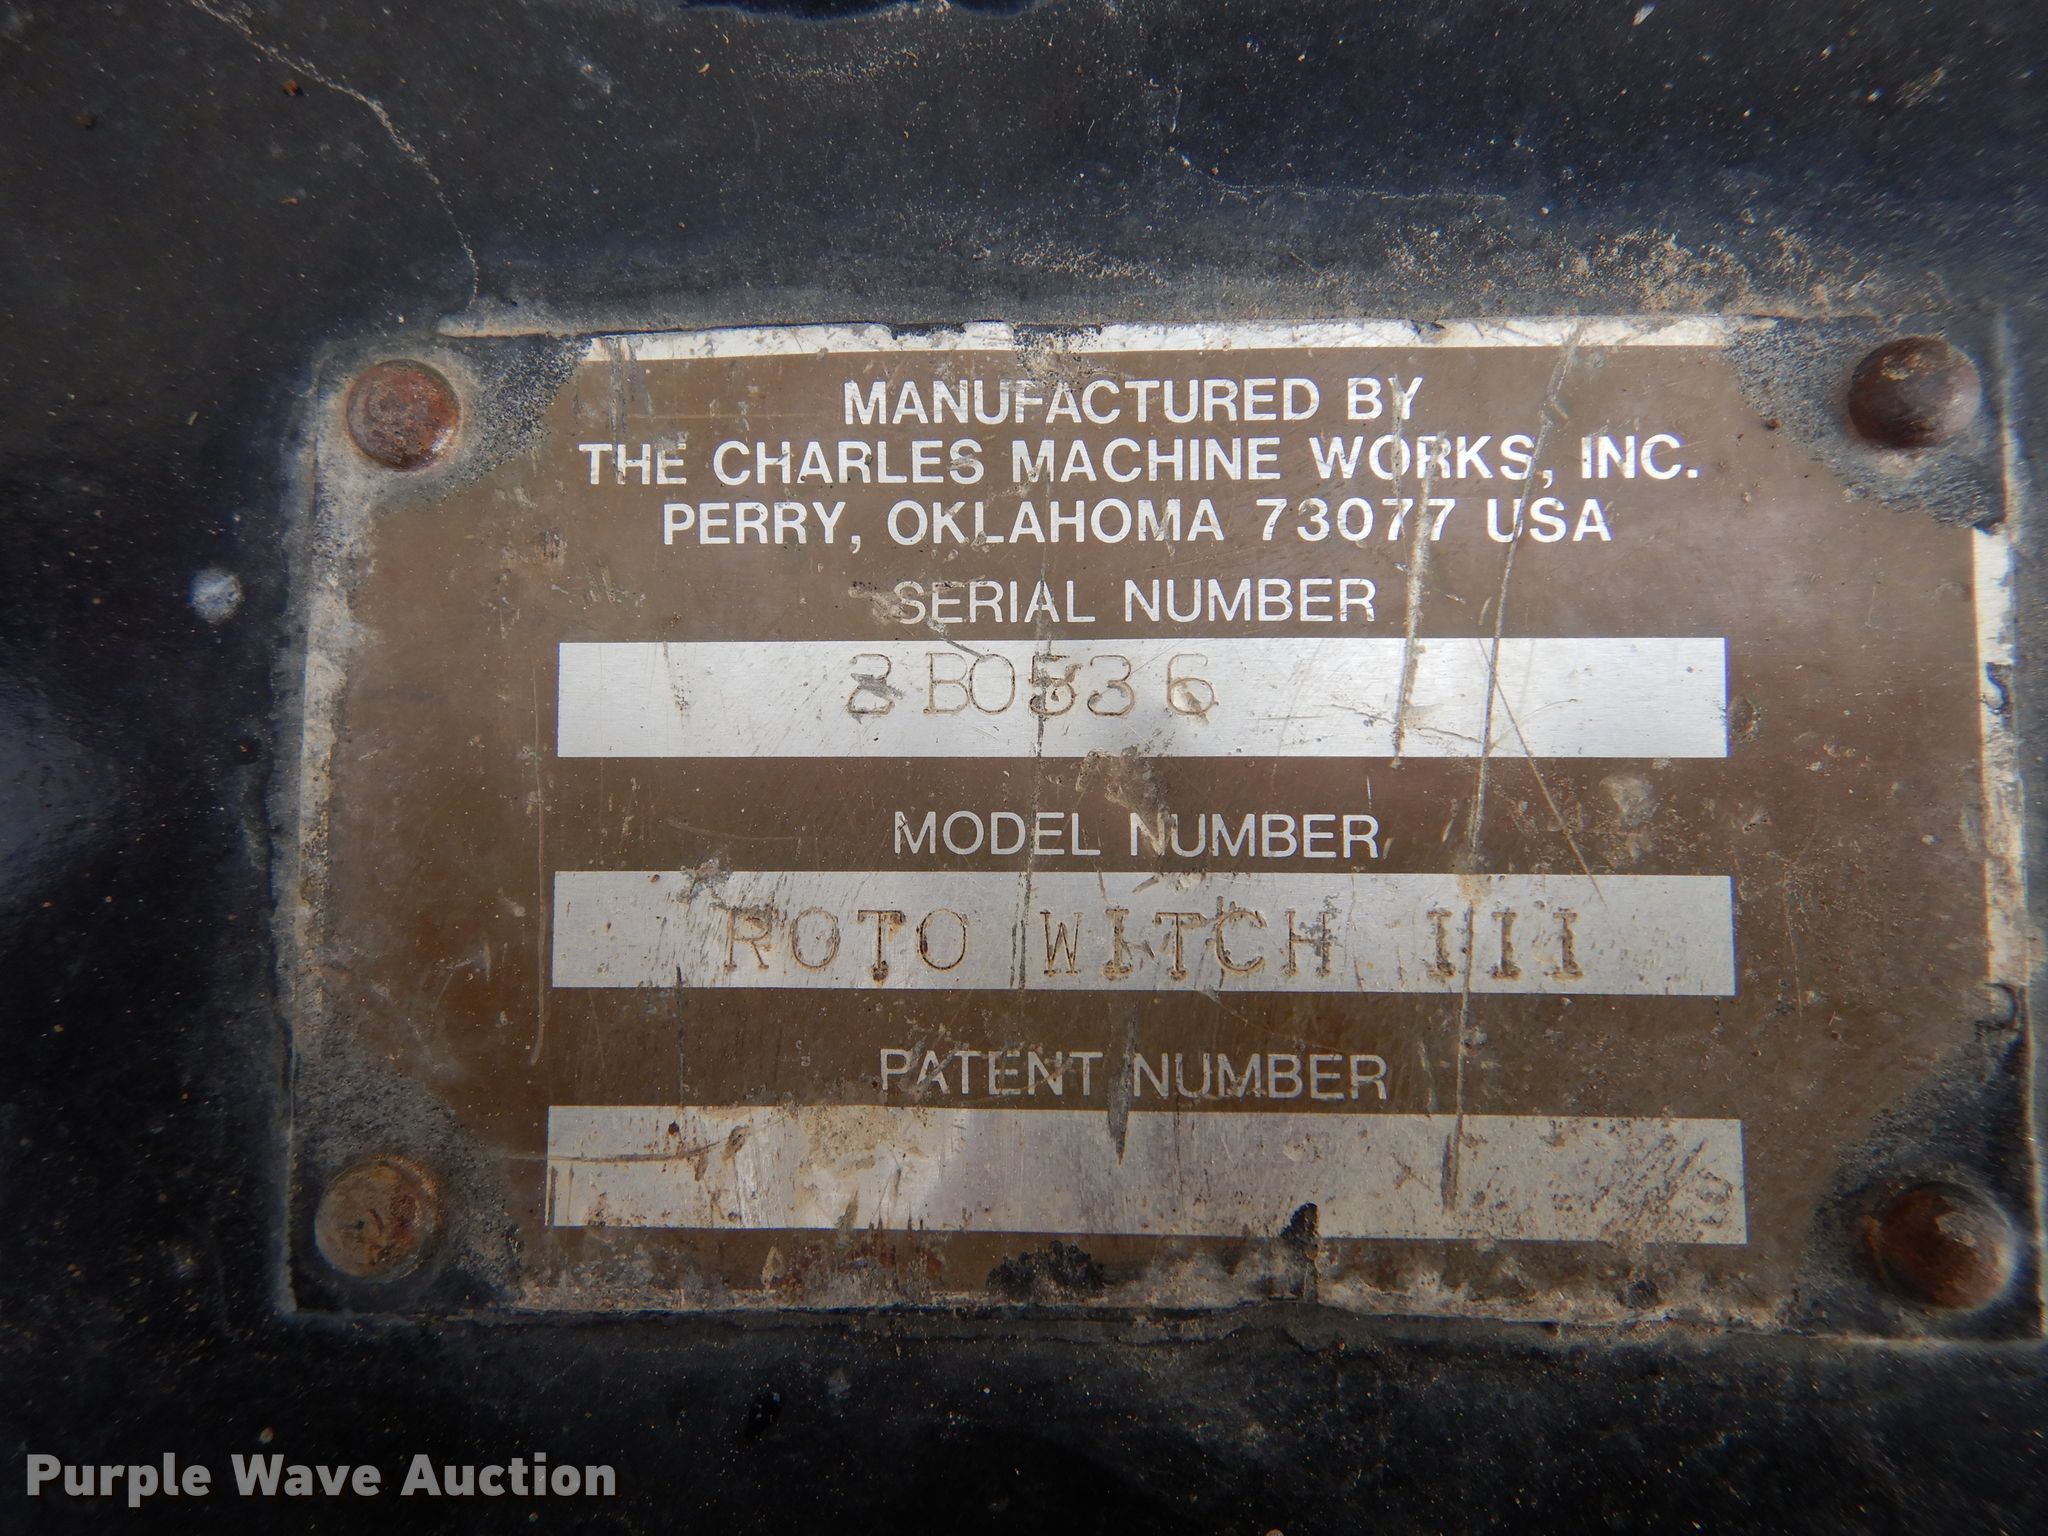 MANUFACTURED BY
THE CHARLES MACHINE WORKS, INC.
PERRY, OKLAHOMA 73077 USA
SERIAL NUMBER
3B0536
MODEL NUMBER
ROTO WITCH III
PATENT NUMBER
Purple Wave Auction